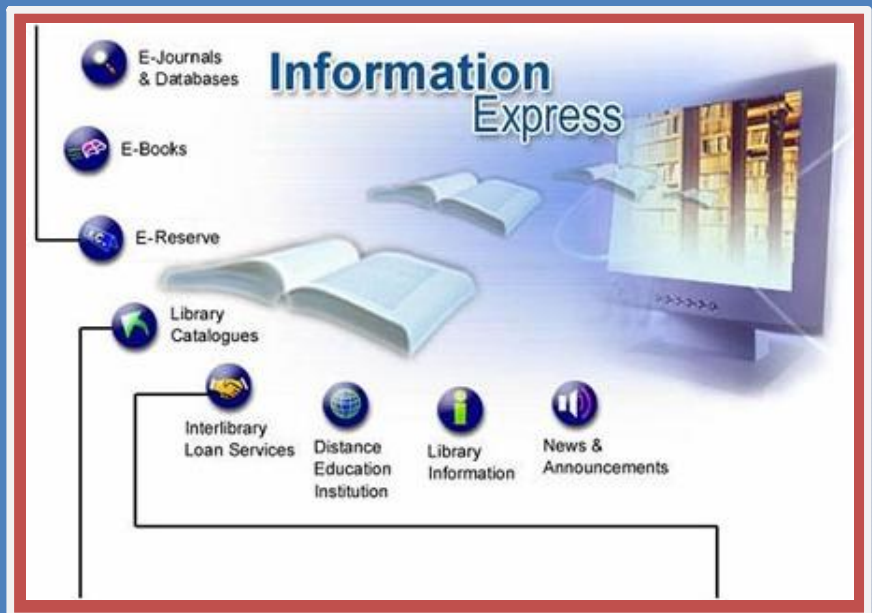 Information
Express
E-Journals
& Databases
E-Books
E-Reserve
Library
Catalogues
Interlibrary
Loan Services
Distance
Education
Institution
Library
Information
News &
Announcements